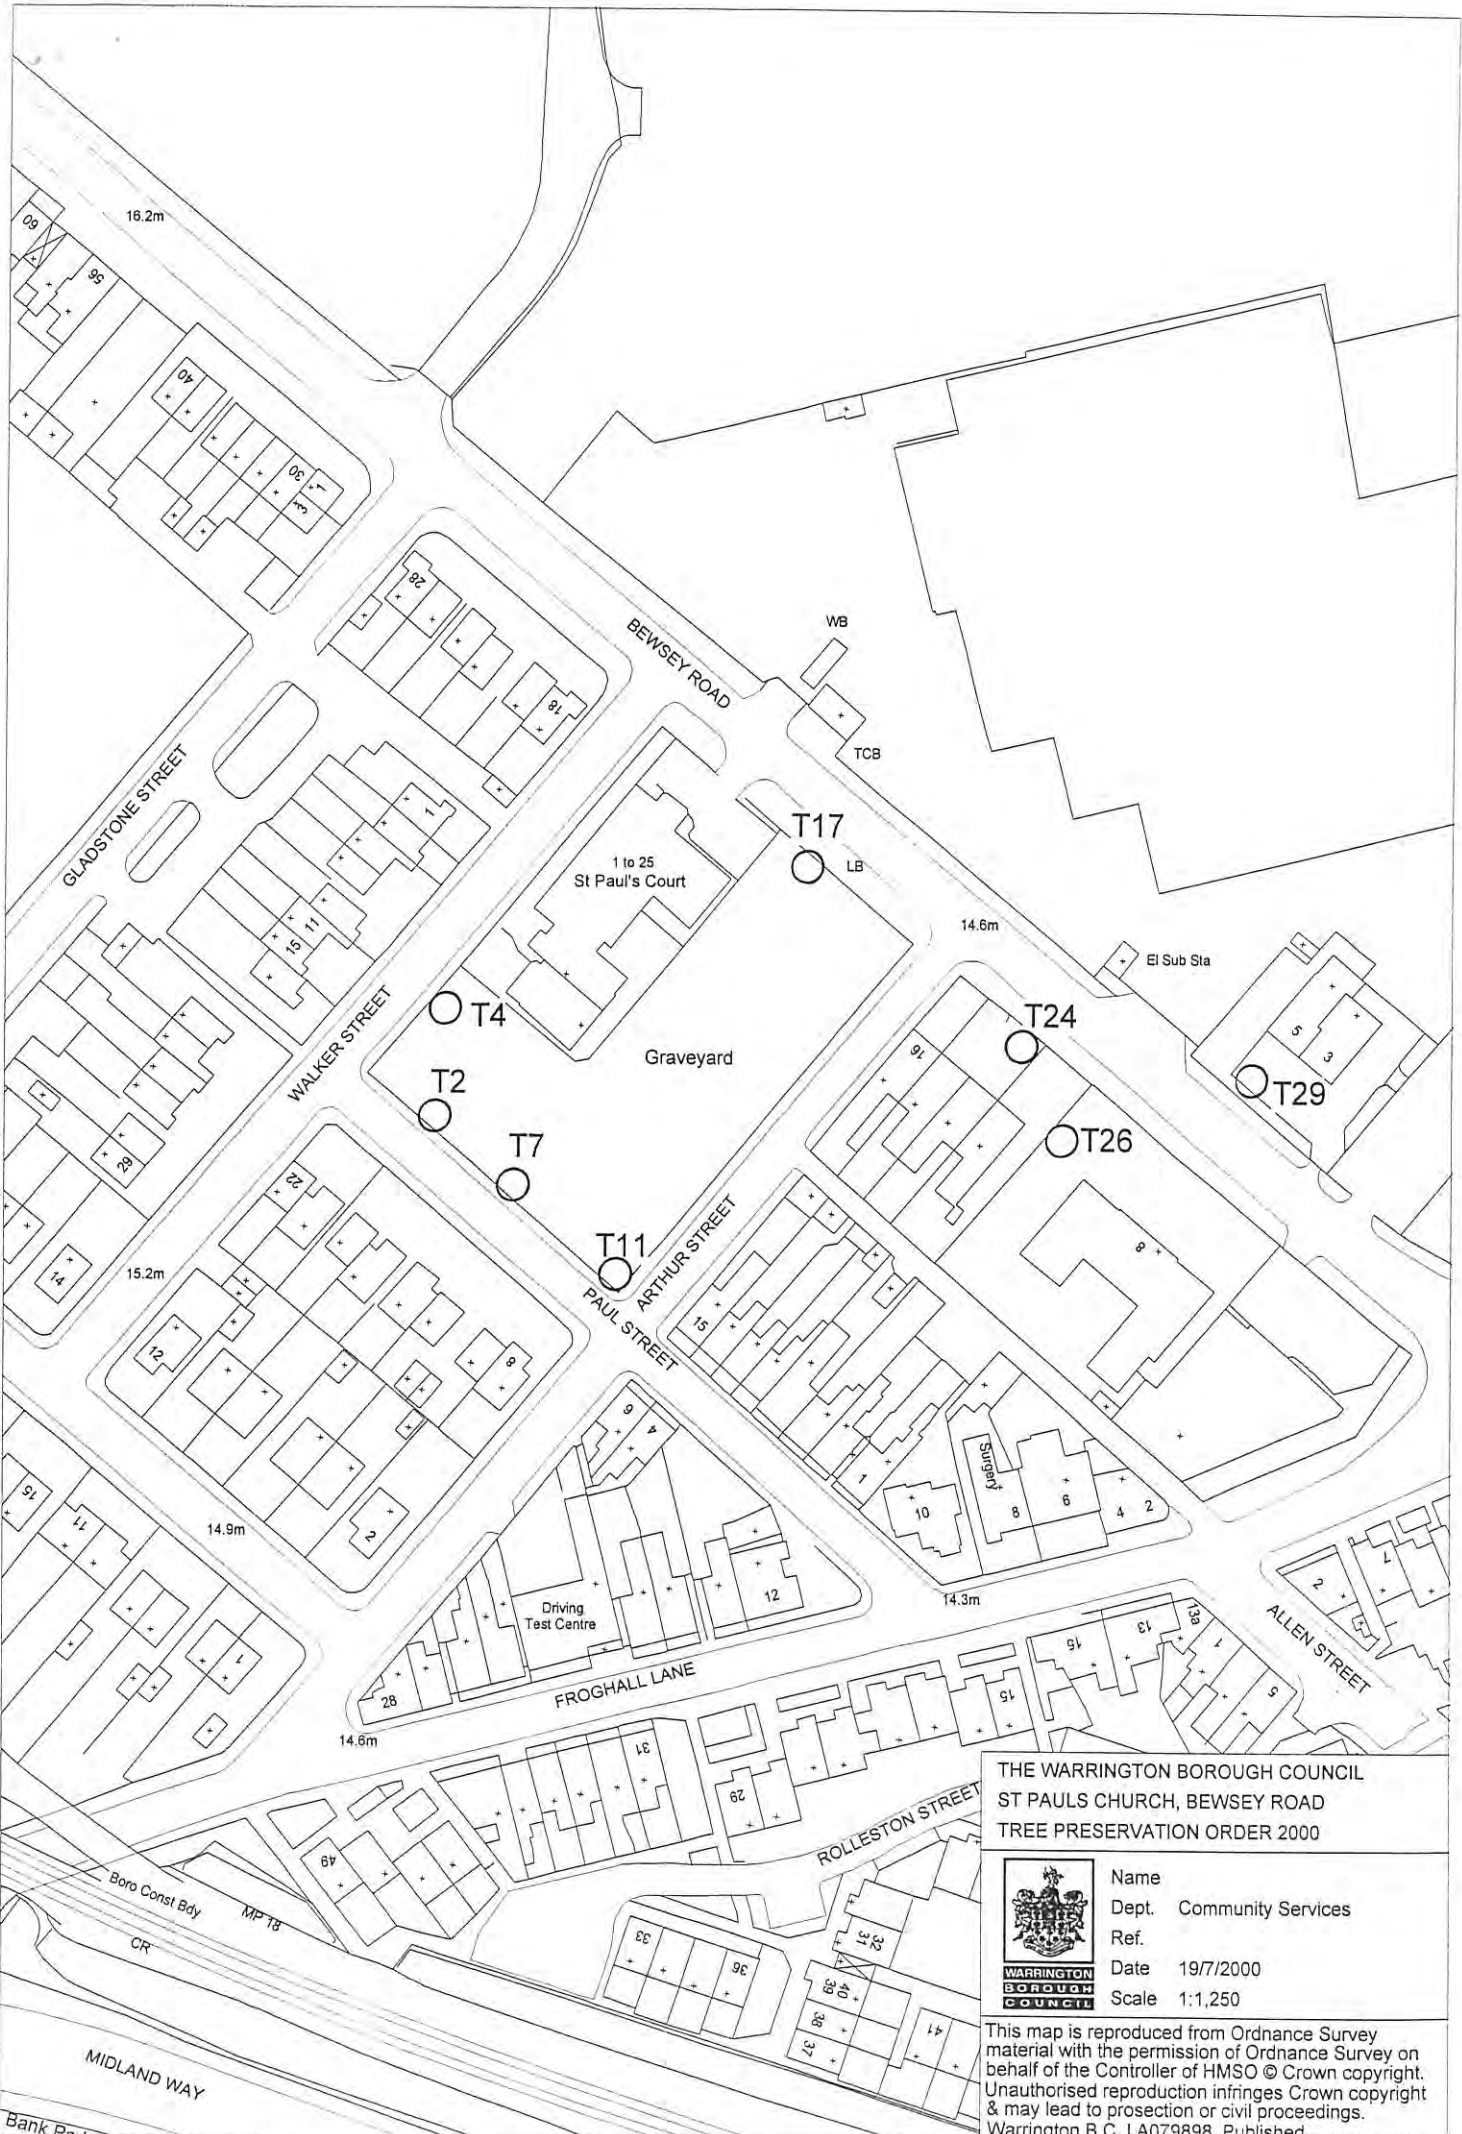 16.2m
60
56
40
30
1
3
28
BEWSEY ROAD
WB
18
TCB
GLADSTONE STREET
1
T17
LB
1 to 25
St Paul's Court
14.6m
El Sub Sta
11
15
T4
WALKER STREET
T24
5
3
16
Graveyard
T29
T2
T26
T7
29
22
T11
ARTHUR STREET
PAUL STREET
8
14
15.2m
15
12
8
6
4
Surgery
1
10
8
6
4
2
15
11
14.9m
2
12
Driving
Test Centre
14.3m
2
7
ALLEN STREET
13a
13
15
1
5
1
28
FROGHALL LANE
15
14.6m
31
29
ROLLESTON STREET
49
Boro Const Bdy
MP 18
CR
33
36
32
31
40
39
38
37
41
MIDLAND WAY
Bank
THE WARRINGTON BOROUGH COUNCIL
ST PAULS CHURCH, BEWSEY ROAD
TREE PRESERVATION ORDER 2000
WARRINGTON
BOROUGH
COUNCIL
Name
Dept. Community Services
Ref.
Date 19/7/2000
Scale 1:1,250
This map is reproduced from Ordnance Survey
material with the permission of Ordnance Survey on
behalf of the Controller of HMSO © Crown copyright.
Unauthorised reproduction infringes Crown copyright
& may lead to prosection or civil proceedings.
Warrington B.C. LA079898. Published